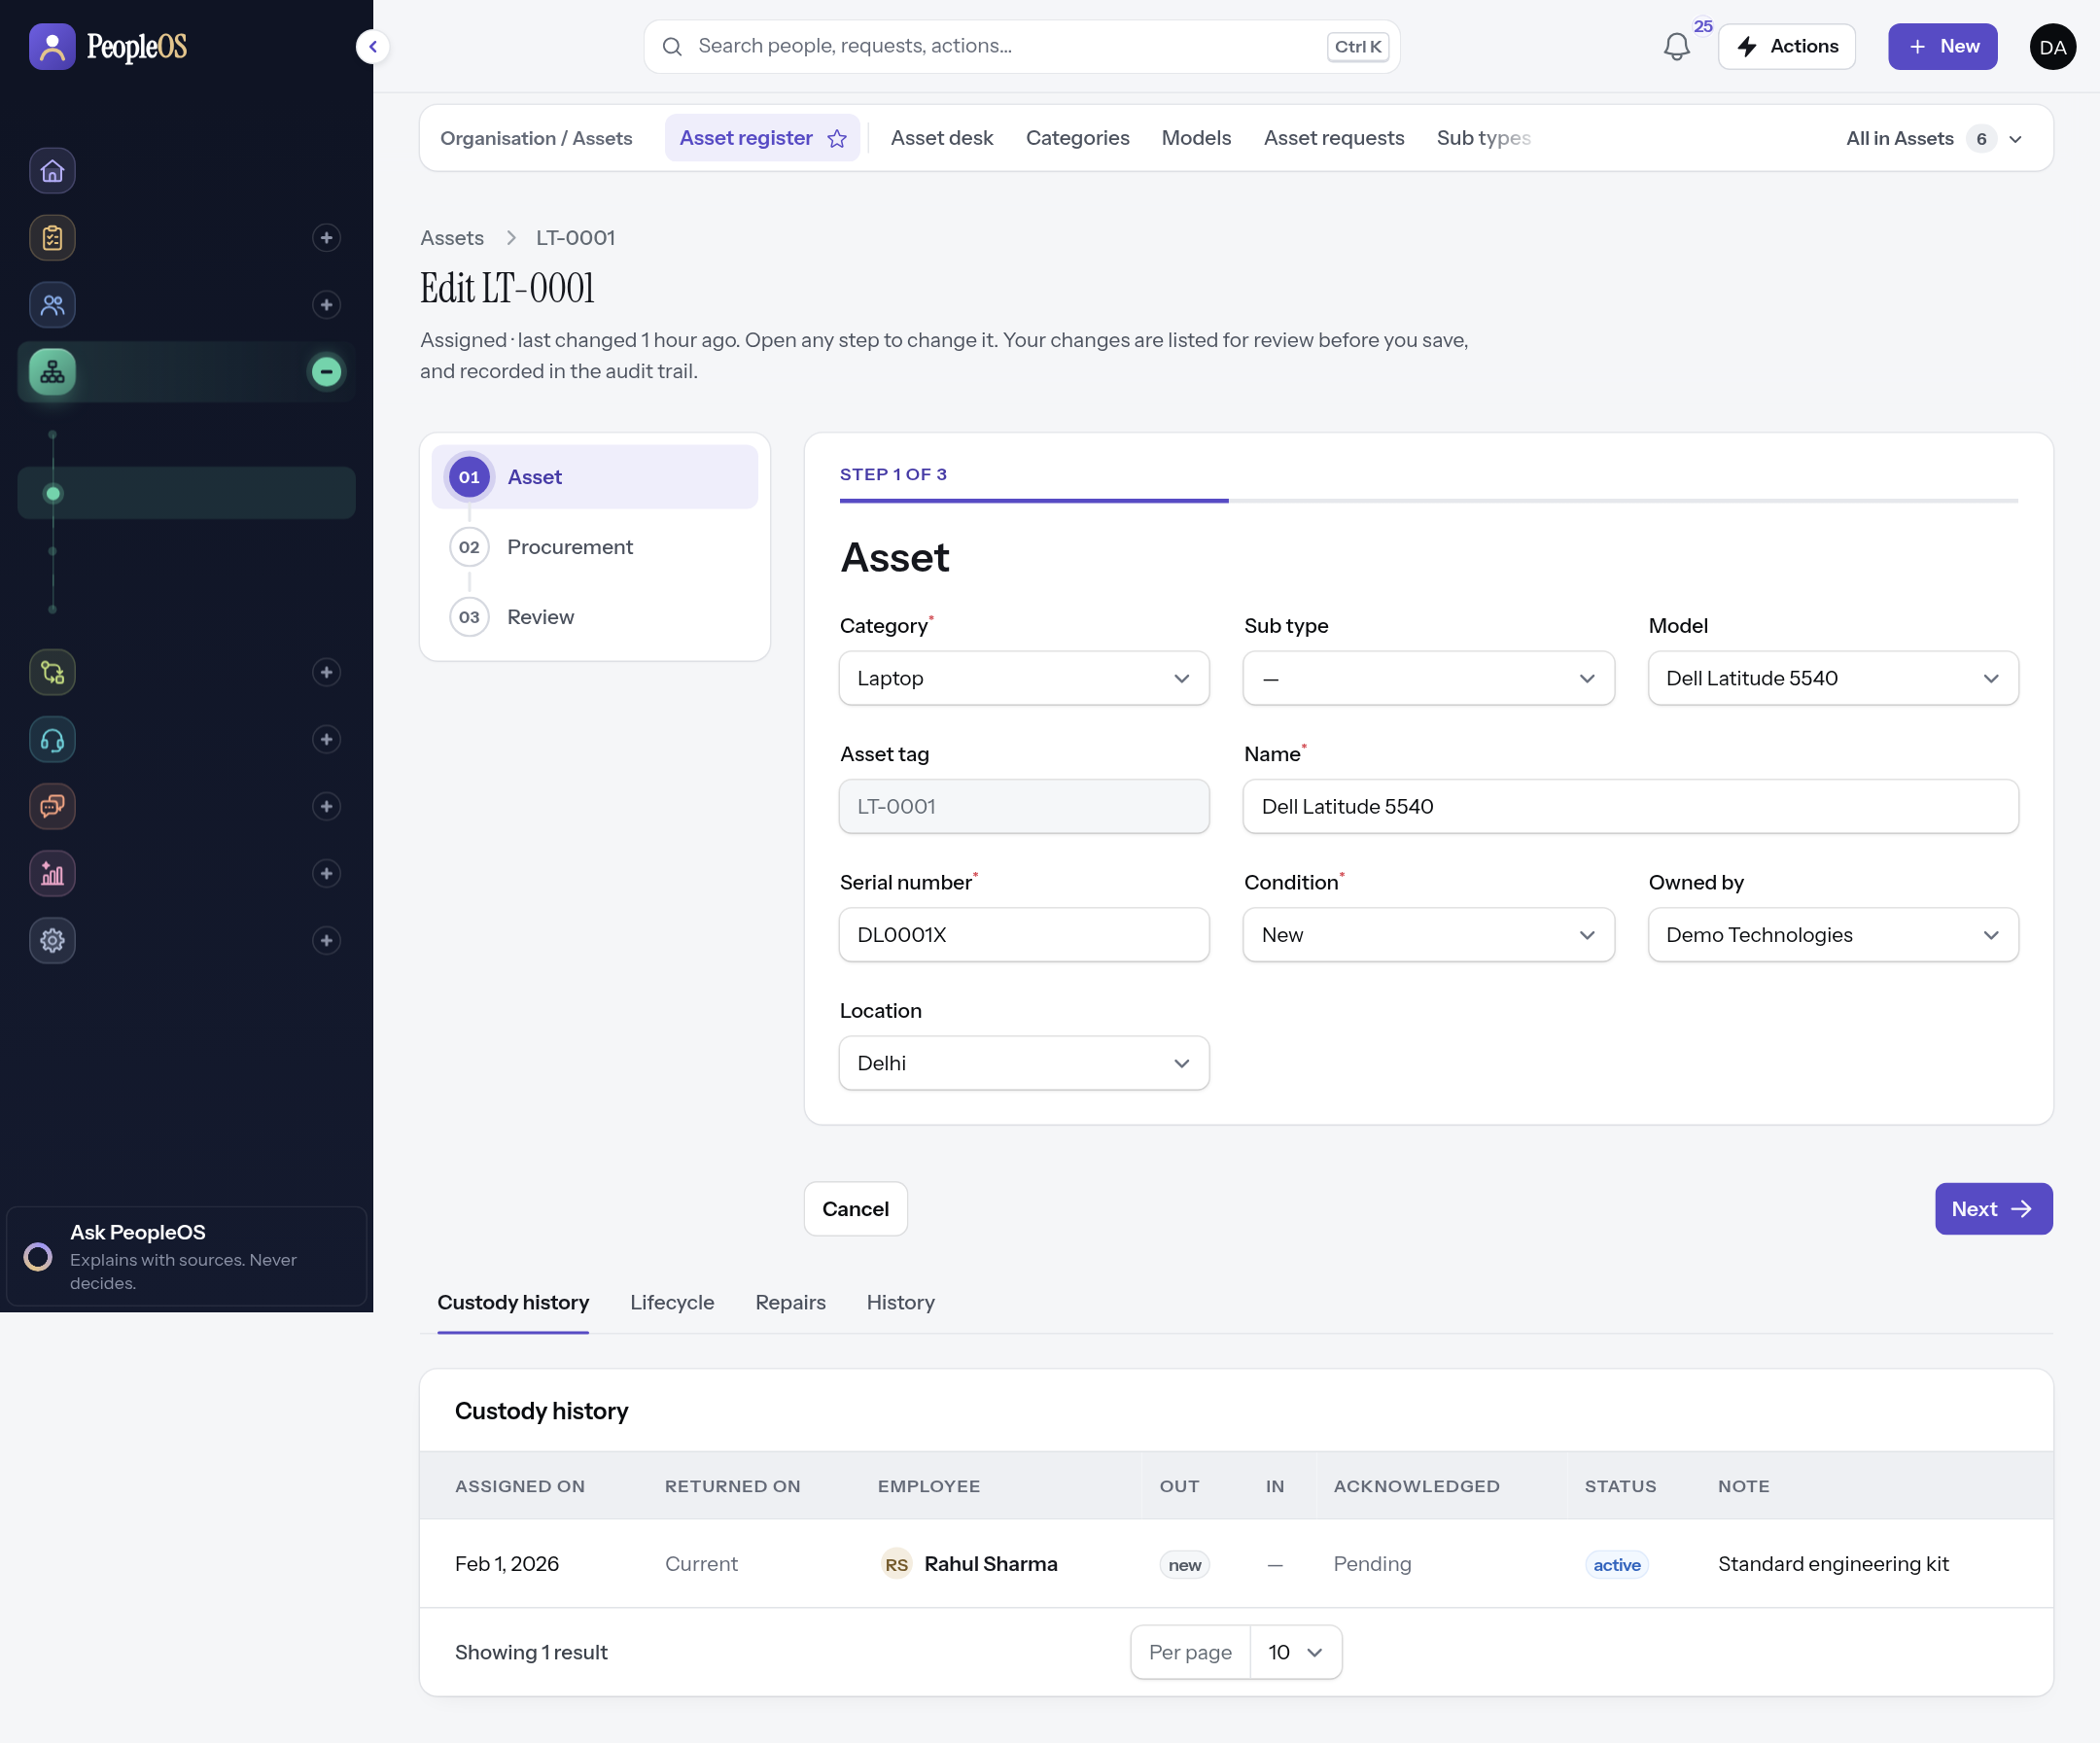 PeopleOS
Search people, requests, actions...
Ctrl K
25
Actions
New
DA
Organisation / Assets
Asset register
Asset desk
Categories
Models
Asset requests
Sub types
All in Assets 6
Assets > LT-0001
Edit LT-0001
Assigned · last changed 1 hour ago. Open any step to change it. Your changes are listed for review before you save,
and recorded in the audit trail.
01 Asset
02 Procurement
03 Review
STEP 1 OF 3
Asset
Category* Sub type Model
Laptop — Dell Latitude 5540
Asset tag Name*
LT-0001 Dell Latitude 5540
Serial number* Condition* Owned by
DL0001X New Demo Technologies
Location
Delhi
Cancel
Next
Ask PeopleOS
Explains with sources. Never
decides.
Custody history Lifecycle Repairs History
Custody history
ASSIGNED ON RETURNED ON EMPLOYEE OUT IN ACKNOWLEDGED STATUS NOTE
Feb 1, 2026 Current RS Rahul Sharma new — Pending active Standard engineering kit
Showing 1 result
Per page 10